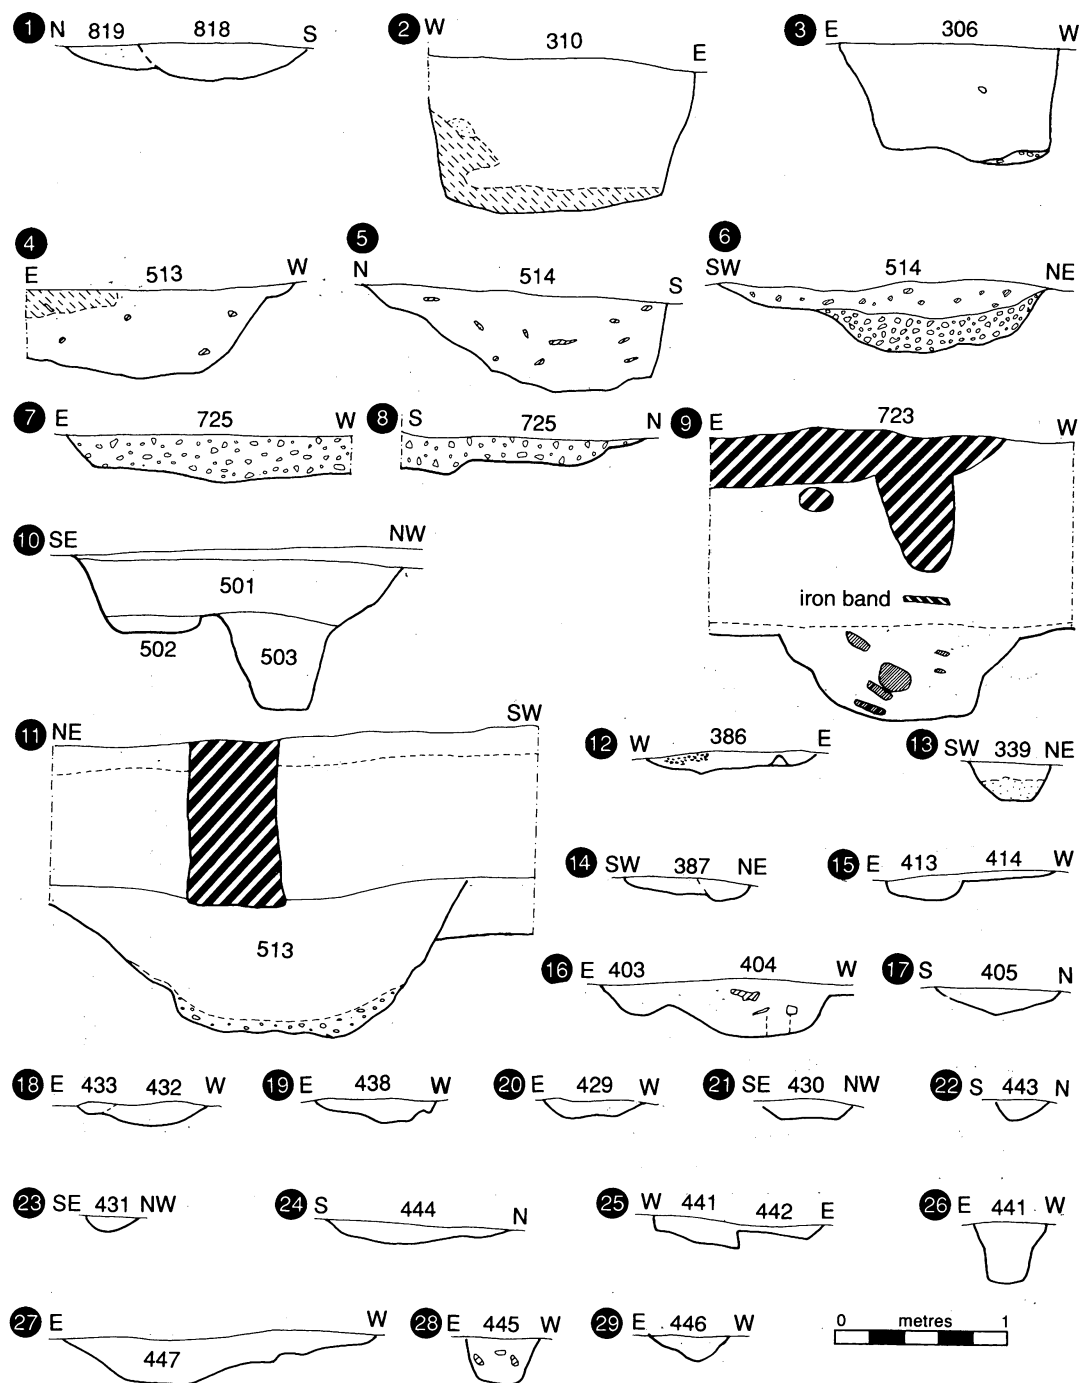 1 N 819 818 S
2 W 310 E
3 E 306 W
4 E 513 W
5 N 514 S
6 SW 514 NE
7 E 725 W
8 S 725 N
9 E 723 W
iron band
10 SE NW
501
502
503
11 NE SW
513
12 W 386 E
13 SW 339 NE
14 SW 387 NE
15 E 413 414 W
16 E 403 404 W
17 S 405 N
18 E 433 432 W
19 E 438 W
20 E 429 W
21 SE 430 NW
22 S 443 N
23 SE 431 NW
24 S 444 N
25 W 441 442 E
26 E 441 W
27 E W
447
28 E 445 W
29 E 446 W
0 metres 1